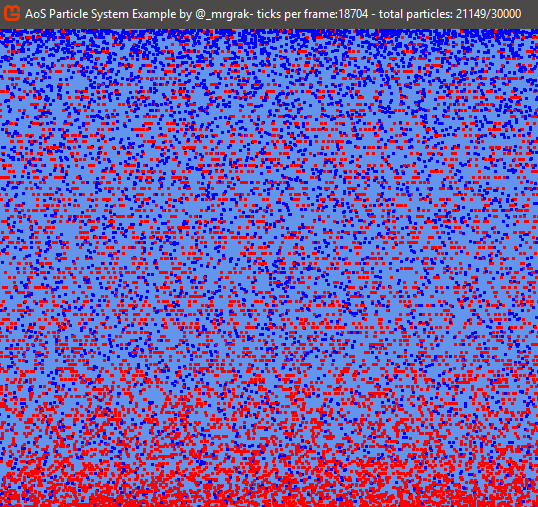 AoS Particle System Example by @_mrgrak- ticks per frame:18704 - total particles: 21149/30000